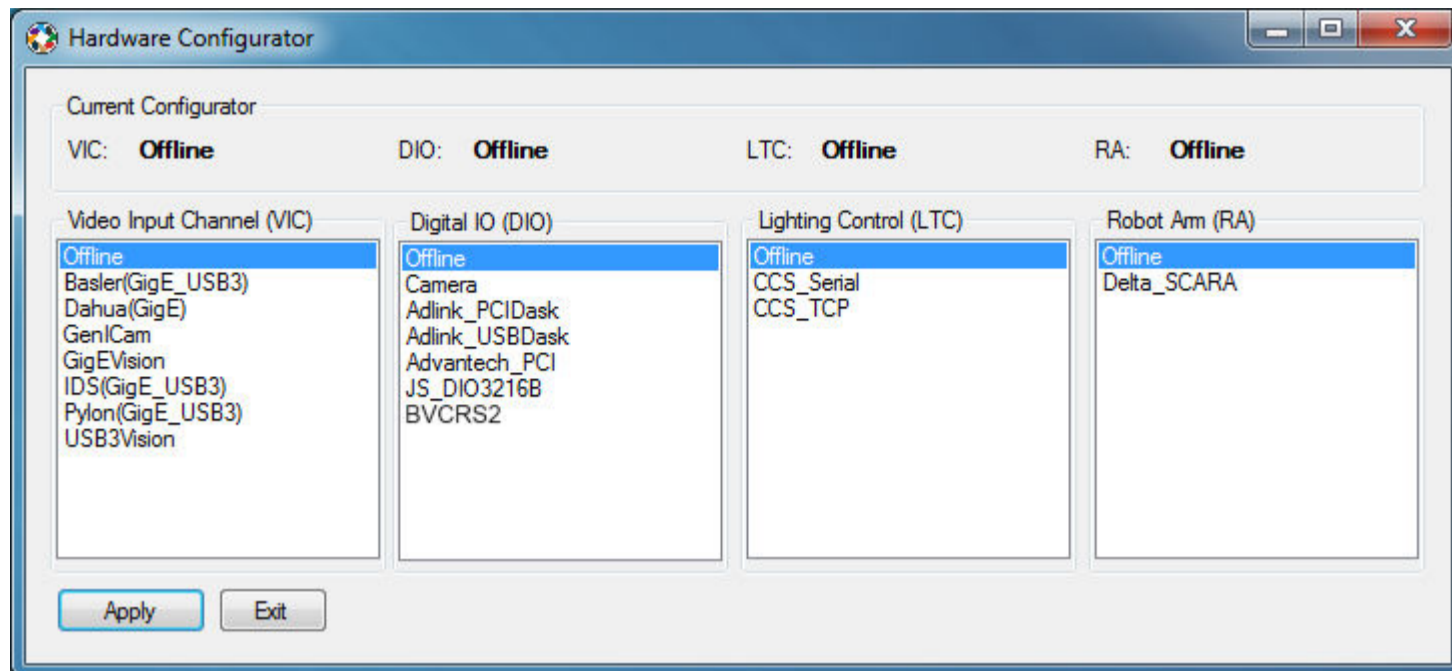 Hardware Configurator
Current Configurator
VIC: Offline DIO: Offline LTC: Offline RA: Offline
Video Input Channel (VIC)
Offline
Basler(GigE_USB3)
Dahua(GigE)
GenICam
GigEVision
IDS(GigE_USB3)
Pylon(GigE_USB3)
USB3Vision
Digital IO (DIO)
Offline
Camera
Adlink_PCIDask
Adlink_USBDask
Advantech_PCI
JS_DIO3216B
BVCRS2
Lighting Control (LTC)
Offline
CCS_Serial
CCS_TCP
Robot Arm (RA)
Offline
Delta_SCARA
Apply Exit